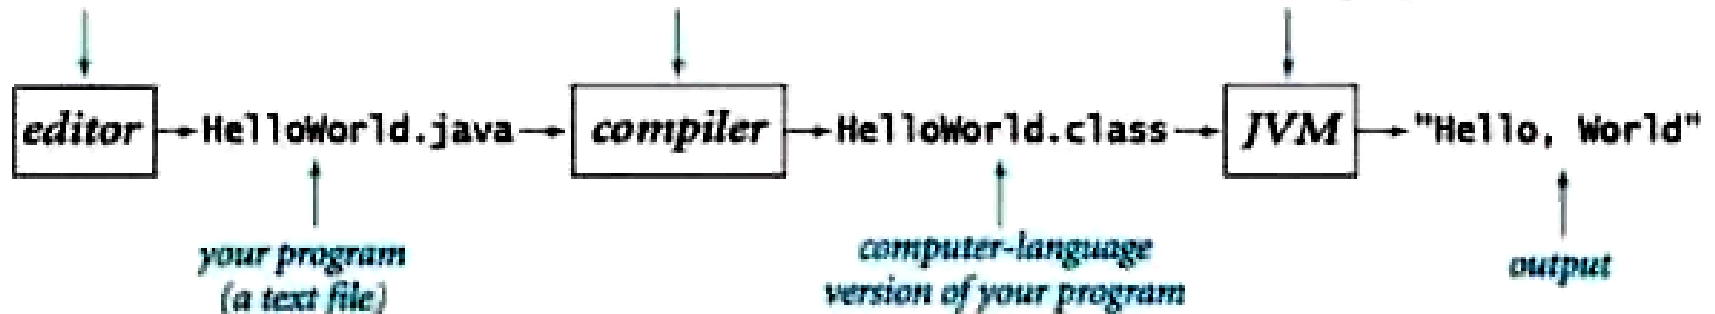 editor HelloWorld.java compiler HelloWorld.class JVM "Hello, World"
your program
(a text file)
computer-language
version of your program
output